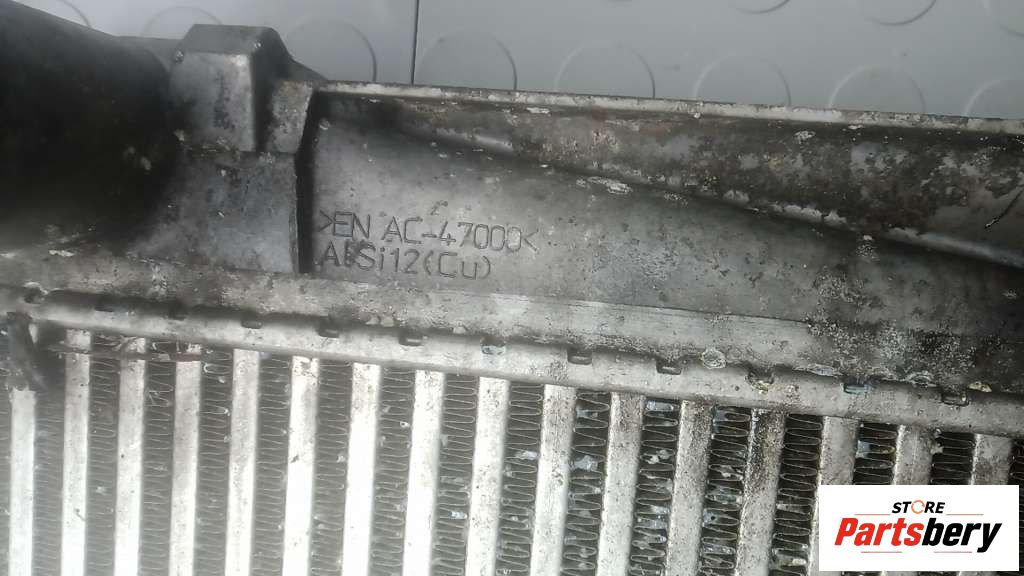 >EN AC-47000<
AlSi12(Cu)
STORE
Partsbery